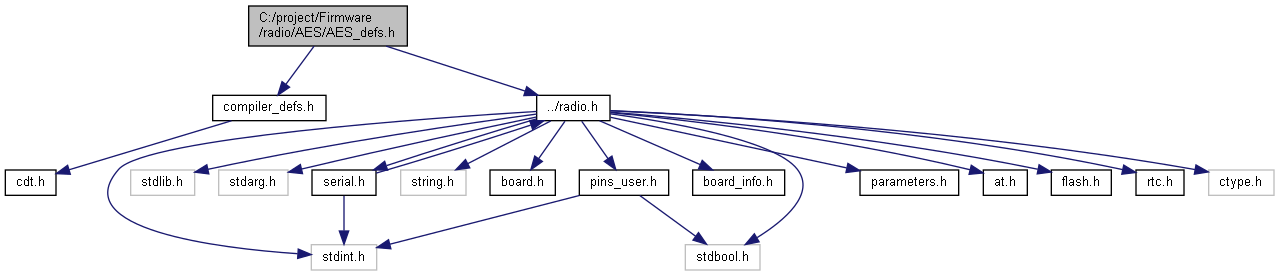 C:/project/Firmware
/radio/AES/AES_defs.h
compiler_defs.h
../radio.h
cdt.h
stdlib.h
stdarg.h
serial.h
string.h
board.h
pins_user.h
board_info.h
parameters.h
at.h
flash.h
rtc.h
ctype.h
stdint.h
stdbool.h